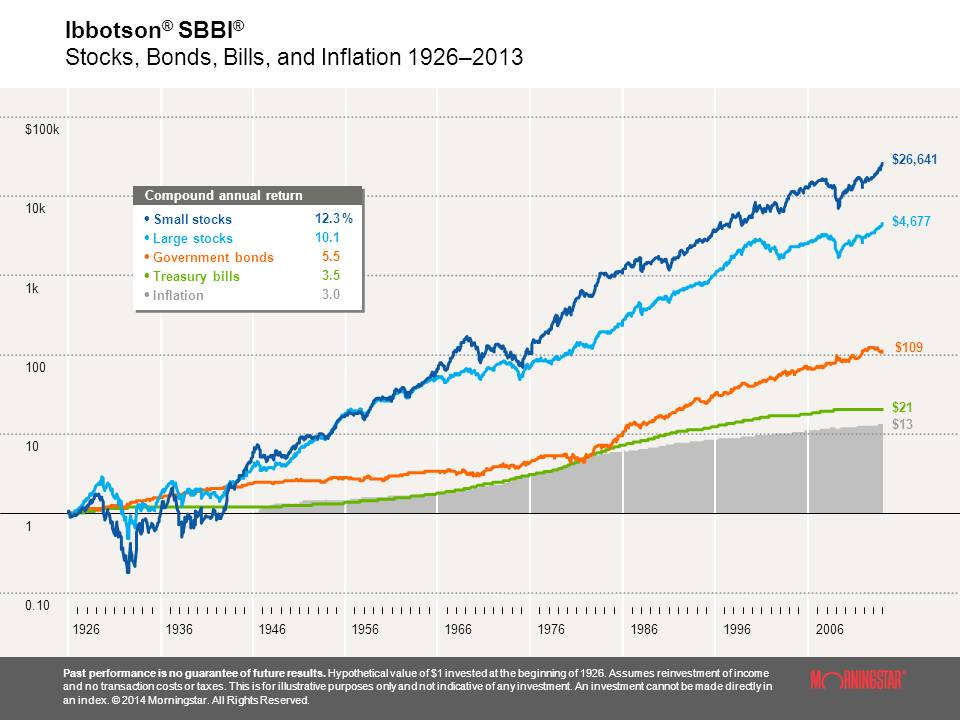 Ibbotson® SBBI®
Stocks, Bonds, Bills, and Inflation 1926–2013
$100k
10k
1k
100
10
1
0.10
Compound annual return
• Small stocks 12.3%
• Large stocks 10.1
• Government bonds 5.5
• Treasury bills 3.5
• Inflation 3.0
$26,641
$4,677
$109
$21
$13
1926 1936 1946 1956 1966 1976 1986 1996 2006
Past performance is no guarantee of future results. Hypothetical value of $1 invested at the beginning of 1926. Assumes reinvestment of income
and no transaction costs or taxes. This is for illustrative purposes only and not indicative of any investment. An investment cannot be made directly in
an index. © 2014 Morningstar. All Rights Reserved.
MORNINGSTAR®